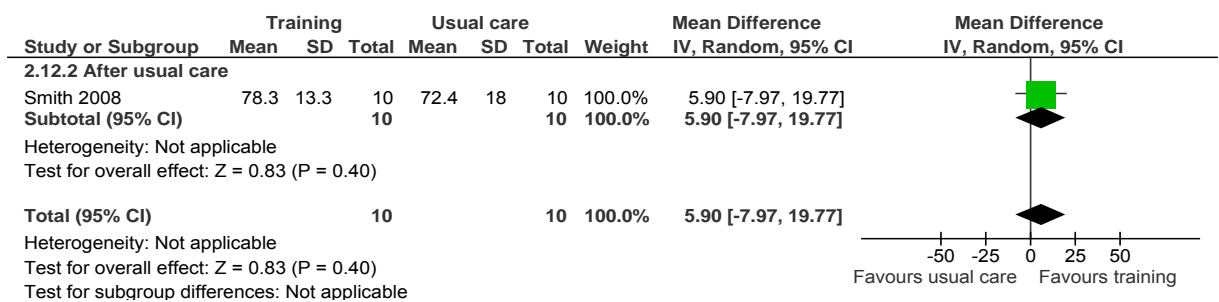 Training Usual care Mean Difference Mean Difference
Study or Subgroup Mean SD Total Mean SD Total Weight IV, Random, 95% CI IV, Random, 95% CI
2.12.2 After usual care
Smith 2008 78.3 13.3 10 72.4 18 10 100.0% 5.90 [-7.97, 19.77]
Subtotal (95% CI) 10 10 100.0% 5.90 [-7.97, 19.77]
Heterogeneity: Not applicable
Test for overall effect: Z = 0.83 (P = 0.40)
Total (95% CI) 10 10 100.0% 5.90 [-7.97, 19.77]
Heterogeneity: Not applicable
Test for overall effect: Z = 0.83 (P = 0.40)
Test for subgroup differences: Not applicable
-50 -25 0 25 50
Favours usual care Favours training